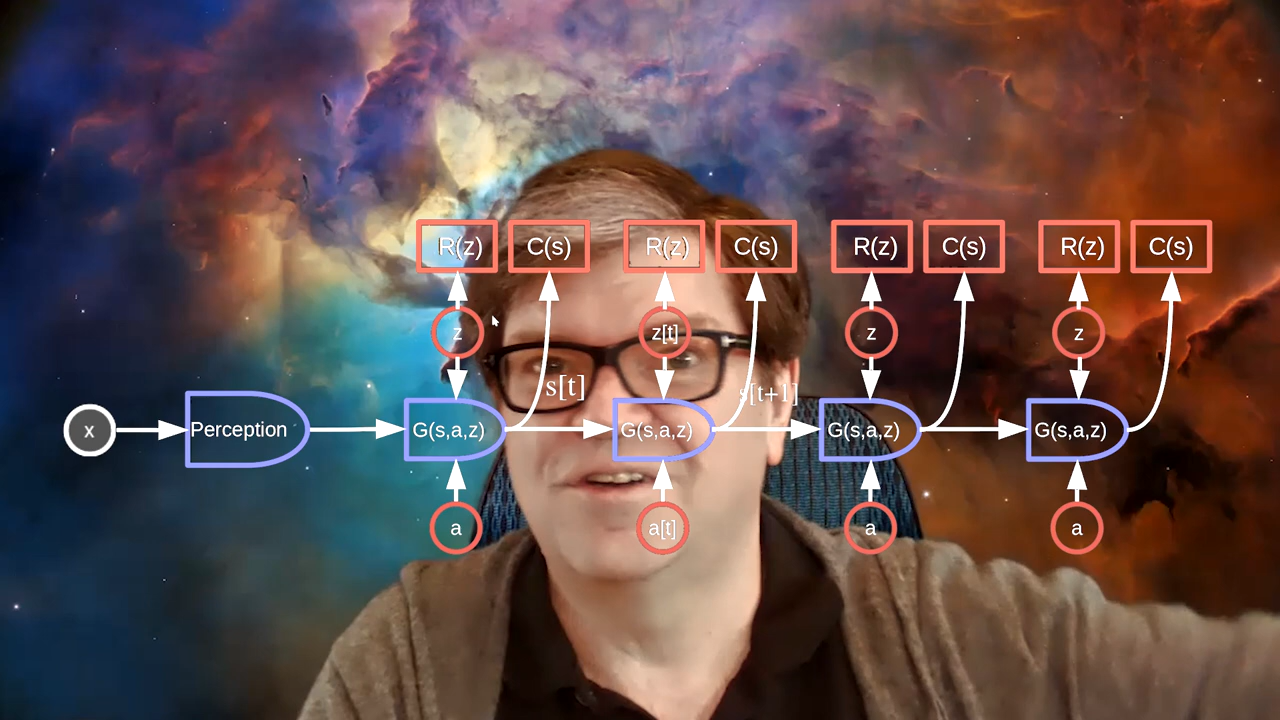 R(z) C(s) R(z) C(s) R(z) C(s) R(z) C(s)
z z[t] z z
s[t] s[t+1]
x Perception G(s,a,z) G(s,a,z) G(s,a,z) G(s,a,z)
a a[t] a a